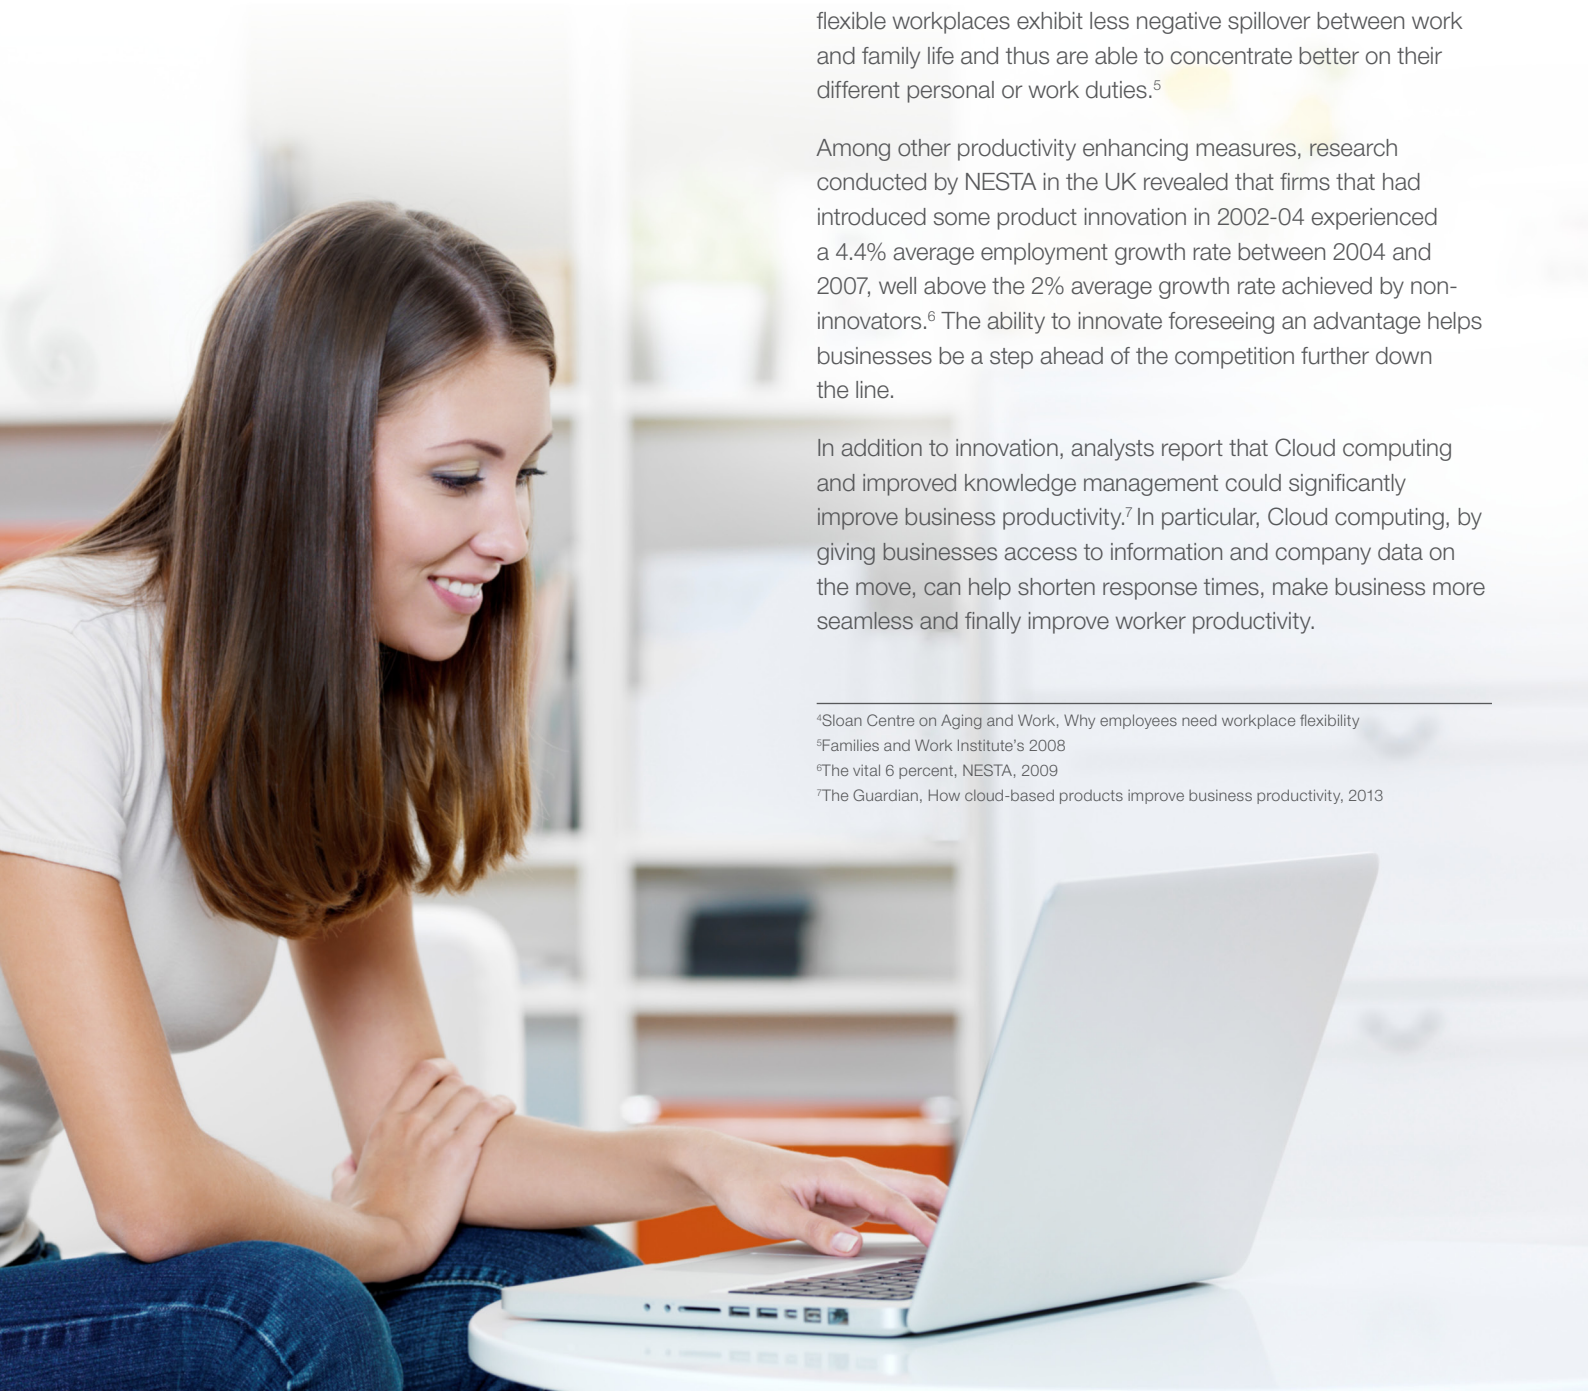 flexible workplaces exhibit less negative spillover between work
and family life and thus are able to concentrate better on their
different personal or work duties.⁵
Among other productivity enhancing measures, research
conducted by NESTA in the UK revealed that firms that had
introduced some product innovation in 2002-04 experienced
a 4.4% average employment growth rate between 2004 and
2007, well above the 2% average growth rate achieved by non-
innovators.⁶ The ability to innovate foreseeing an advantage helps
businesses be a step ahead of the competition further down
the line.
In addition to innovation, analysts report that Cloud computing
and improved knowledge management could significantly
improve business productivity.⁷ In particular, Cloud computing, by
giving businesses access to information and company data on
the move, can help shorten response times, make business more
seamless and finally improve worker productivity.
⁴Sloan Centre on Aging and Work, Why employees need workplace flexibility
⁵Families and Work Institute's 2008
⁶The vital 6 percent, NESTA, 2009
⁷The Guardian, How cloud-based products improve business productivity, 2013